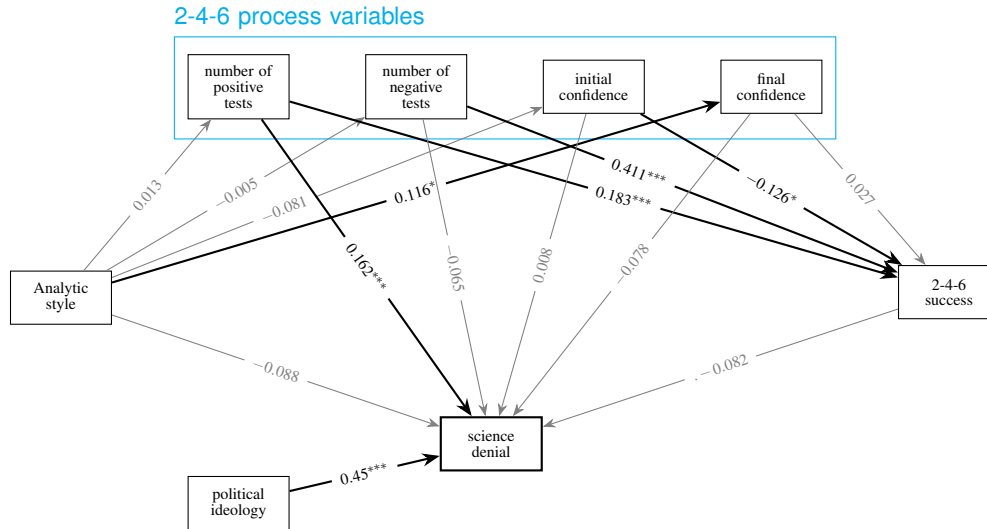 2-4-6 process variables
number of
positive
tests
number of
negative
tests
initial
confidence
final
confidence
0.013
−0.005
−0.081
0.116*
0.411***
0.183***
−0.126*
0.027
0.162***
−0.065
0.008
−0.078
Analytic
style
2-4-6
success
−0.088
.−0.082
science
denial
0.45***
political
ideology